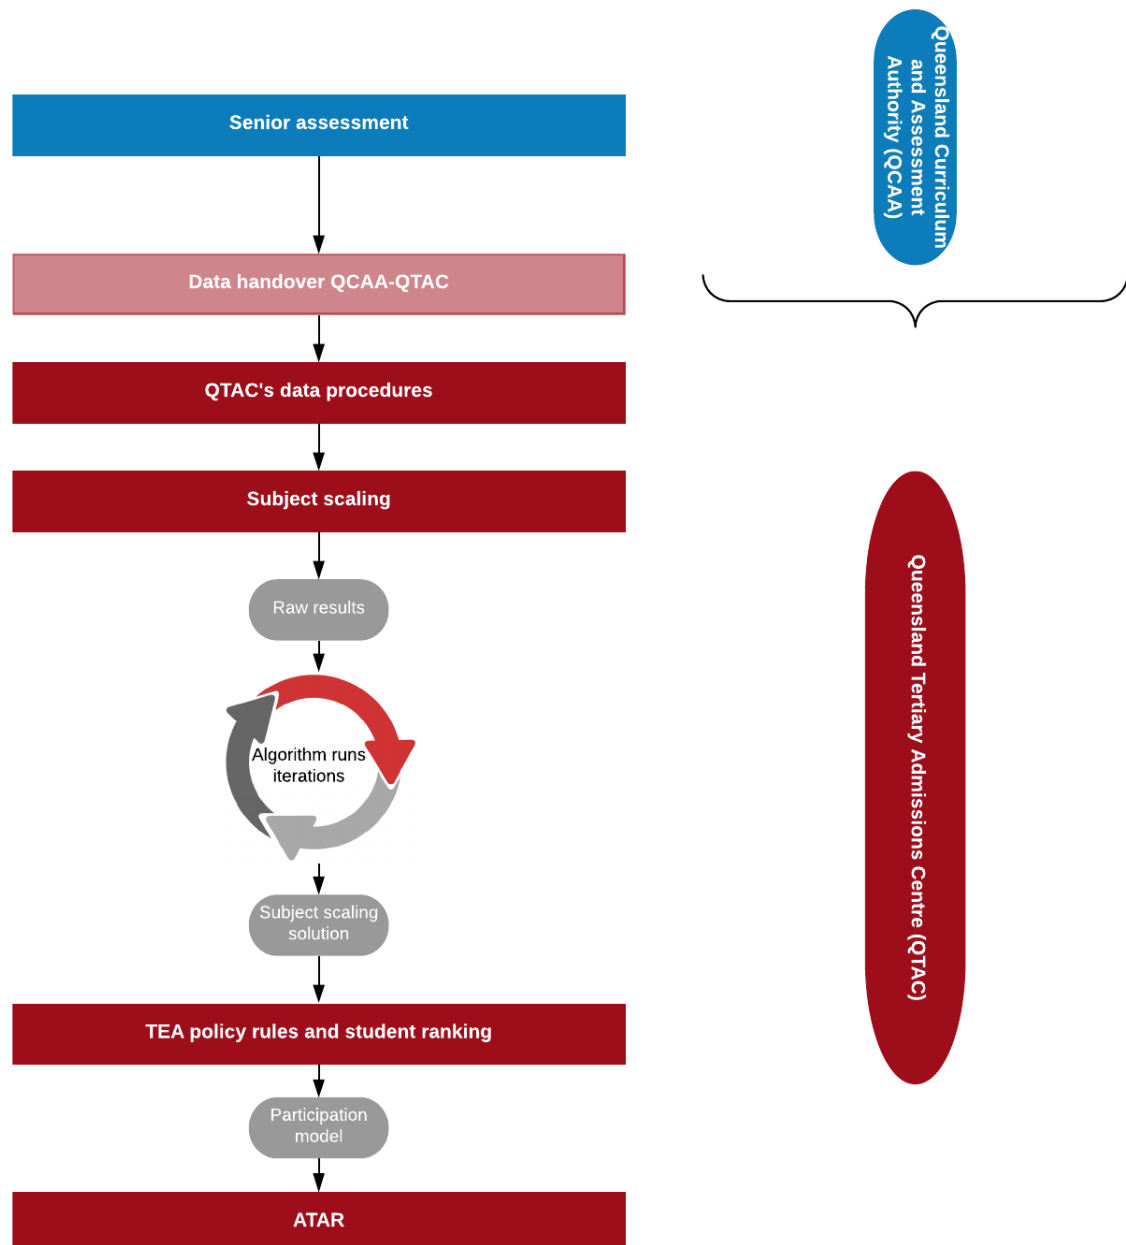 Senior assessment
Data handover QCAA-QTAC
QTAC's data procedures
Subject scaling
Raw results
Algorithm runs
iterations
Subject scaling
solution
TEA policy rules and student ranking
Participation
model
ATAR
Queensland Curriculum
and Assessment
Authority (QCAA)
Queensland Tertiary Admissions Centre (QTAC)